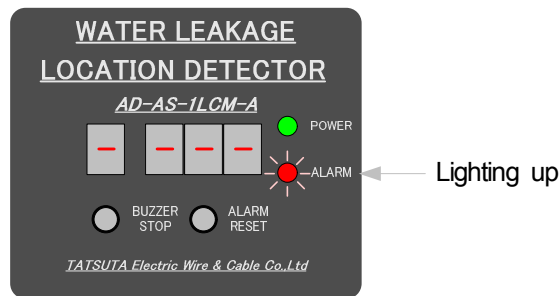 WATER LEAKAGE
LOCATION DETECTOR
AD-AS-1LCM-A
- - - -
POWER
ALARM
Lighting up
BUZZER STOP
ALARM RESET
TATSUTA Electric Wire & Cable Co.,Ltd